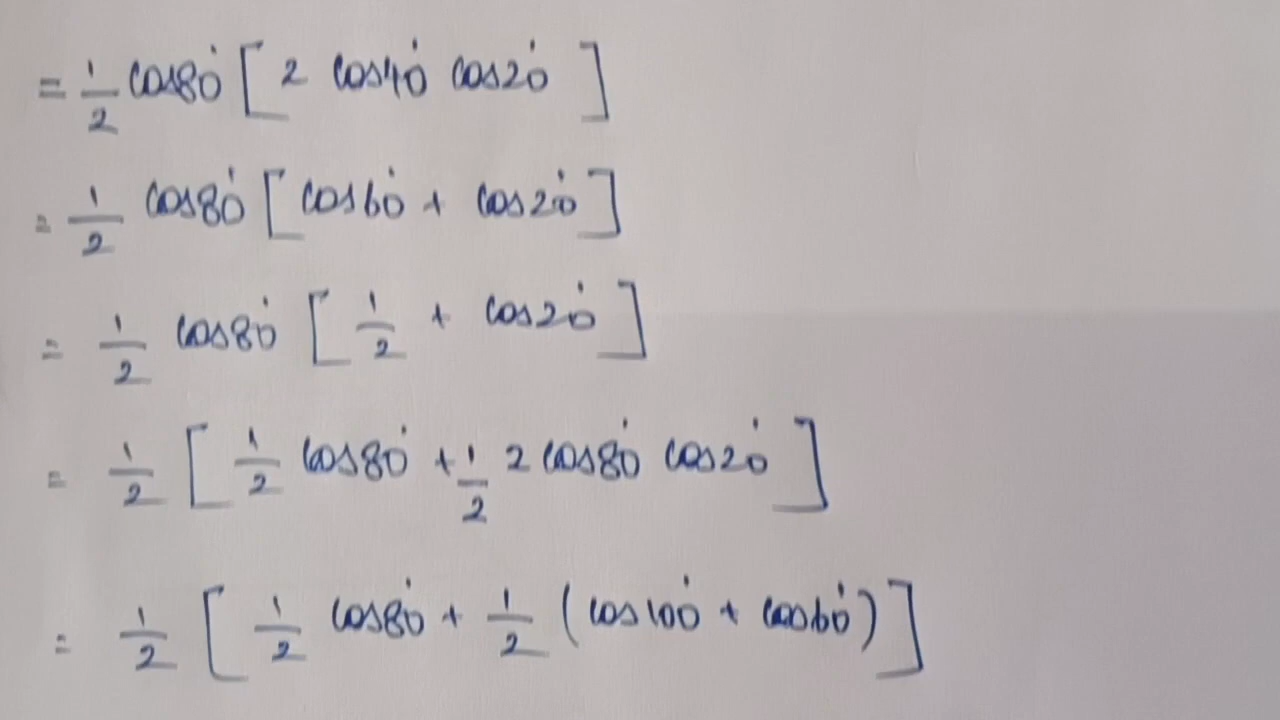 = 1/2 cos80° [ 2 cos40° cos20° ]
= 1/2 cos80° [ cos60° + cos20° ]
= 1/2 cos80° [ 1/2 + cos20° ]
= 1/2 [ 1/2 cos80° + 1/2 2 cos80° cos20° ]
= 1/2 [ 1/2 cos80° + 1/2 ( cos100° + cos60° ) ]